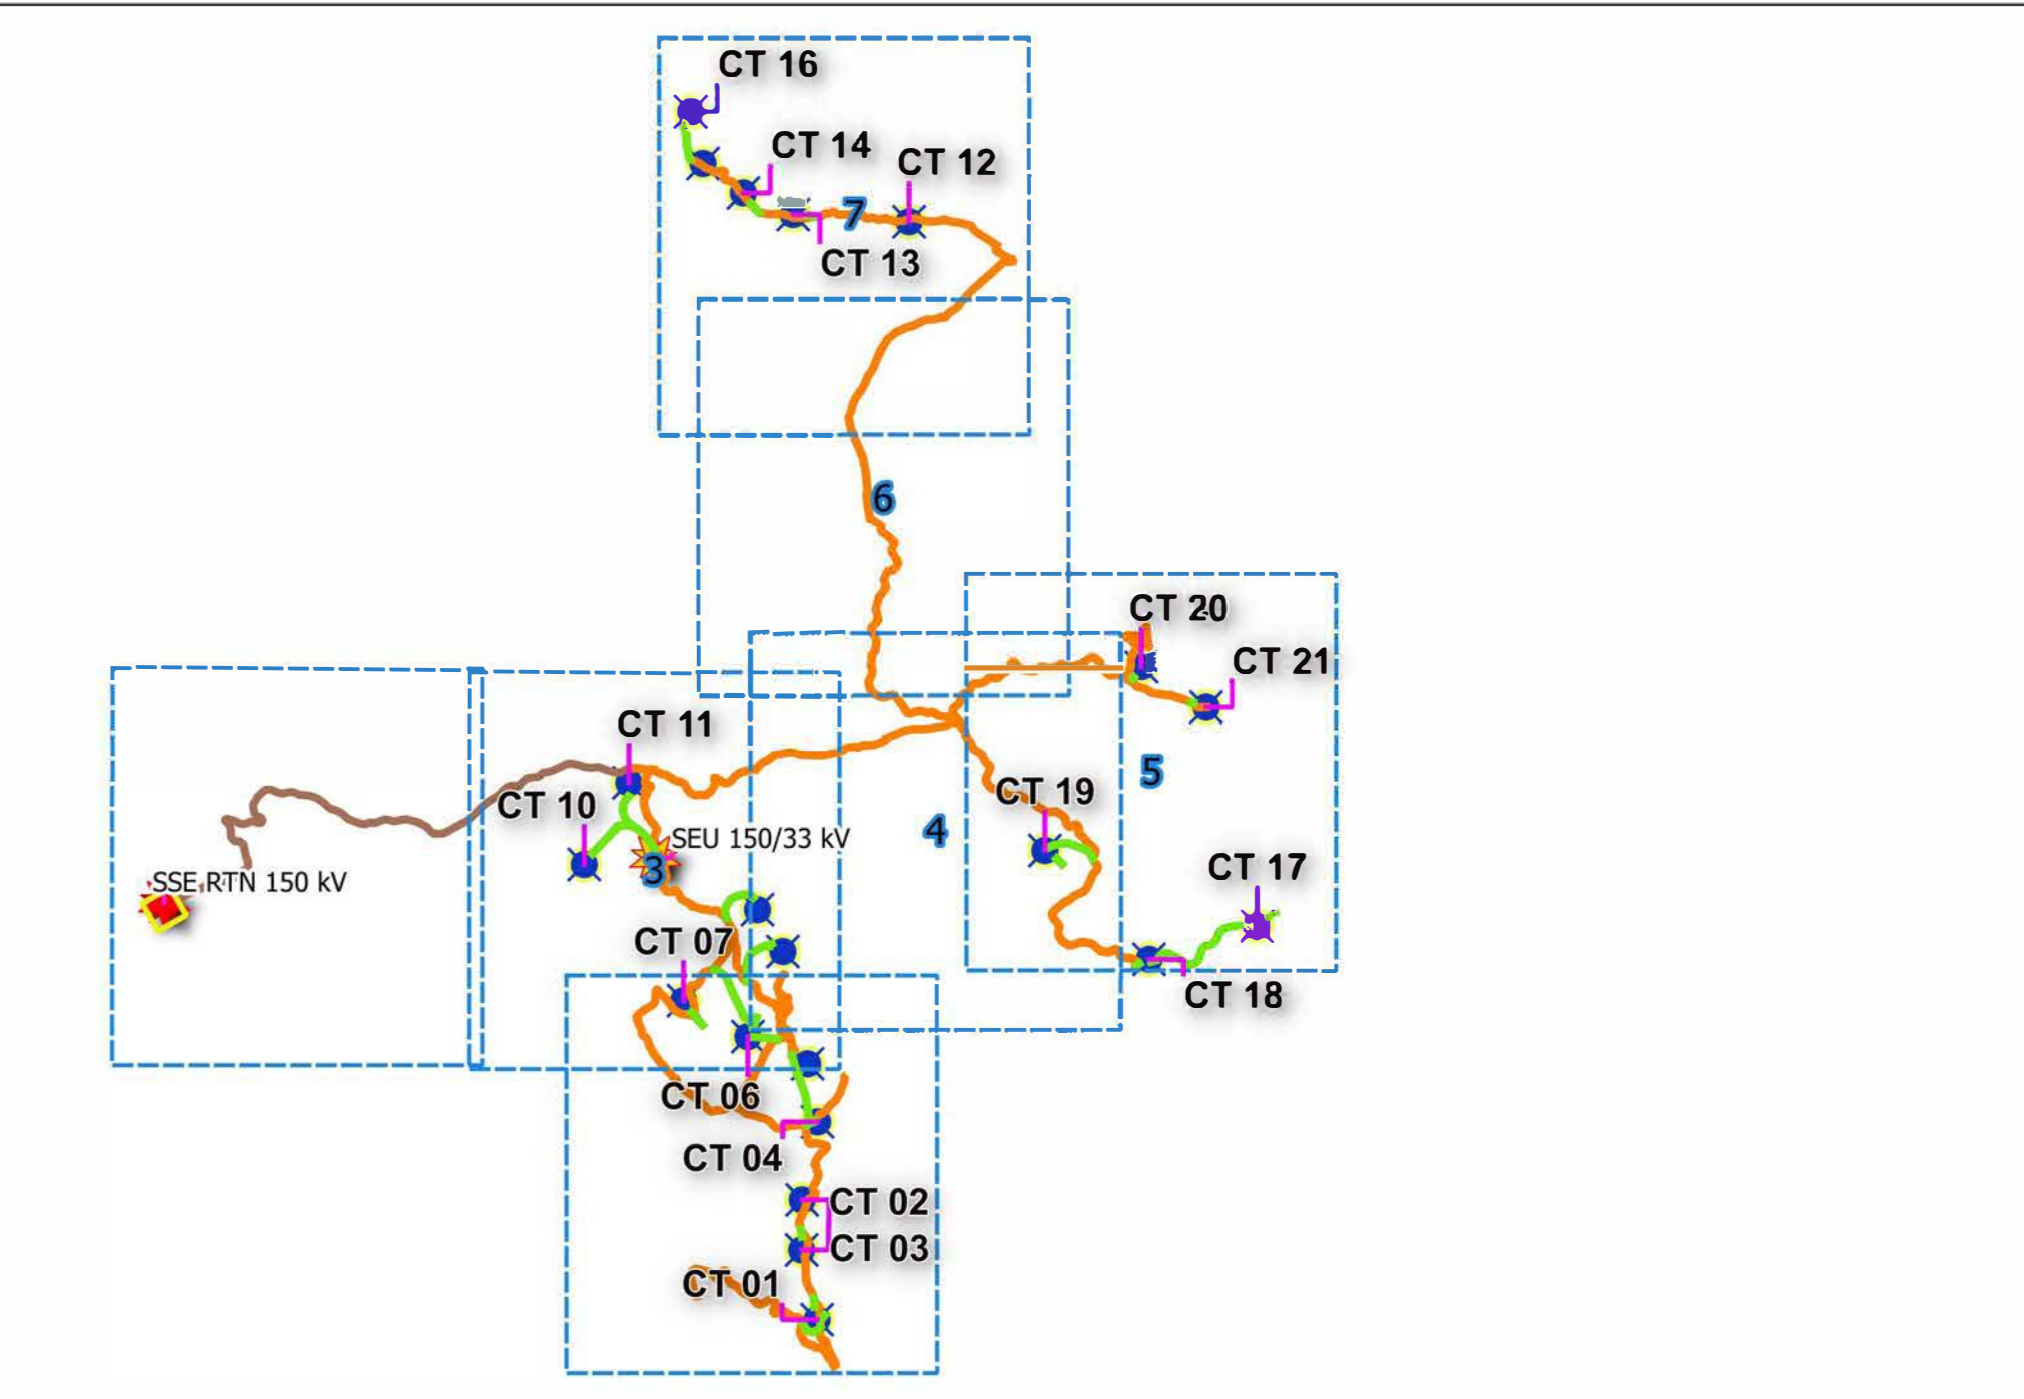 CT 16
CT 14
CT 12
7
CT 13
6
CT 20
CT 21
CT 11
5
CT 10
CT 19
SEU 150/33 kV
4
3
SSE RTN 150 kV
CT 17
CT 07
CT 18
CT 06
CT 04
CT 02
CT 03
CT 01